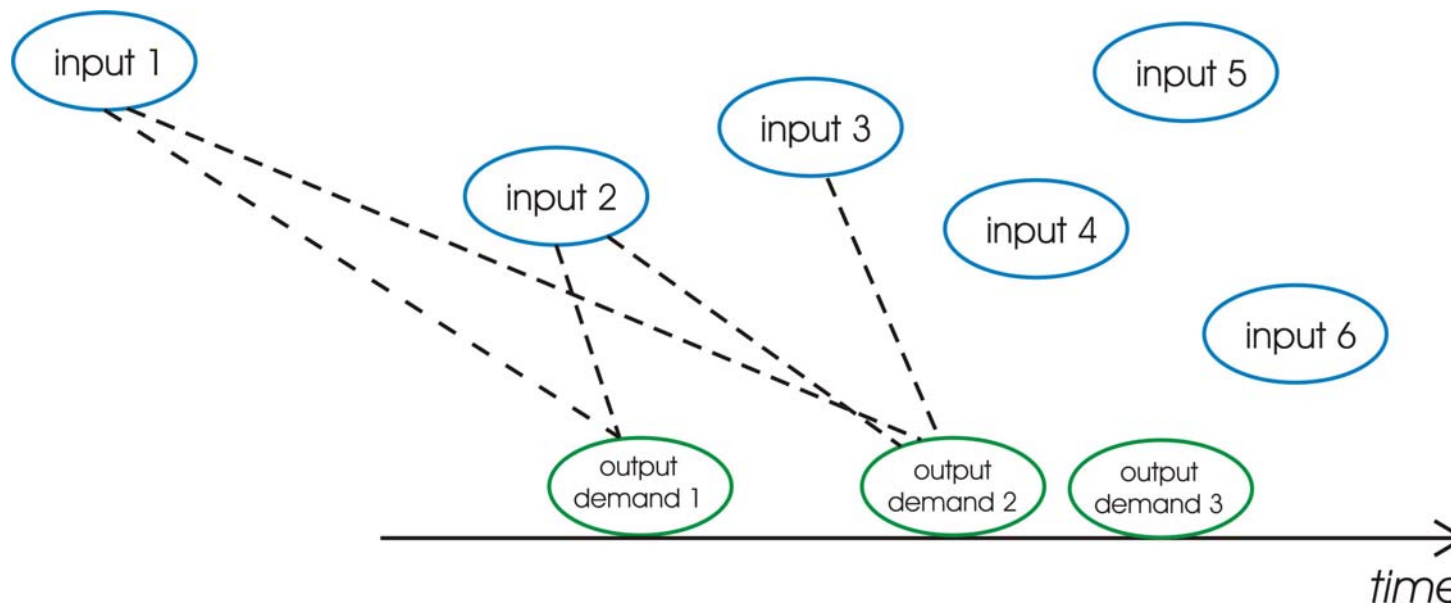 input 1
input 2
input 3
input 4
input 5
input 6
output
demand 1
output
demand 2
output
demand 3
time